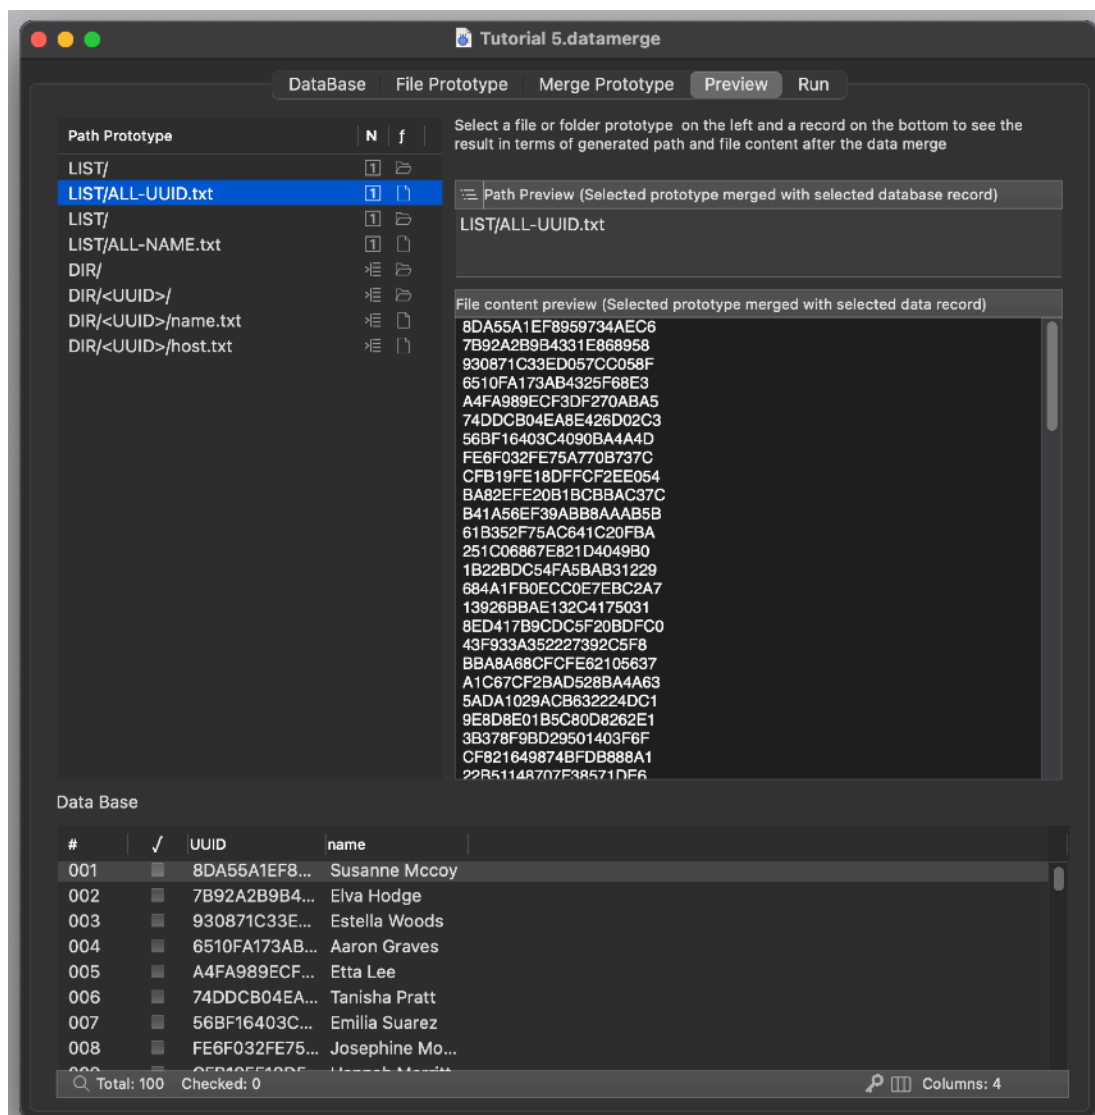 Tutorial 5.datamerge
DataBase File Prototype Merge Prototype Preview Run
Path Prototype N f
LIST/ 1
LIST/ALL-UUID.txt 1
LIST/ 1
LIST/ALL-NAME.txt 1
DIR/
DIR/<UUID>/
DIR/<UUID>/name.txt
DIR/<UUID>/host.txt
Select a file or folder prototype on the left and a record on the bottom to see the
result in terms of generated path and file content after the data merge
Path Preview (Selected prototype merged with selected database record)
LIST/ALL-UUID.txt
File content preview (Selected prototype merged with selected data record)
8DA55A1EF8959734AEC6
7B92A2B9B4331E868958
930871C33ED057CC058F
6510FA173AB4325F68E3
A4FA989ECF3DF270ABA5
74DDCB04EA8E426D02C3
56BF16403C4090BA4A4D
FE6F032FE75A770B737C
CFB19FE18DFFCF2EE054
BA82EFE20B1BCBBAC37C
B41A56EF39ABB8AAAB5B
61B352F75AC641C20FBA
251C06867E821D4049B0
1B22BDC54FA5BAB31229
684A1FB0ECC0E7EBC2A7
13926BBAE132C4175031
8ED417B9CDC5F20BDFC0
43F933A352227392C5F8
BBA8A68CFCFE62105637
A1C67CF2BAD528BA4A63
5ADA1029ACB632224DC1
9E8D8E01B5C80D8262E1
3B378F9BD29501403F6F
CF821649874BFDB888A1
22B51148707F38571DF6
Data Base
# √ UUID name
001 8DA55A1EF8... Susanne Mccoy
002 7B92A2B9B4... Elva Hodge
003 930871C33E... Estella Woods
004 6510FA173AB... Aaron Graves
005 A4FA989ECF... Etta Lee
006 74DDCB04EA... Tanisha Pratt
007 56BF16403C... Emilia Suarez
008 FE6F032FE75... Josephine Mo...
Total: 100 Checked: 0 Columns: 4